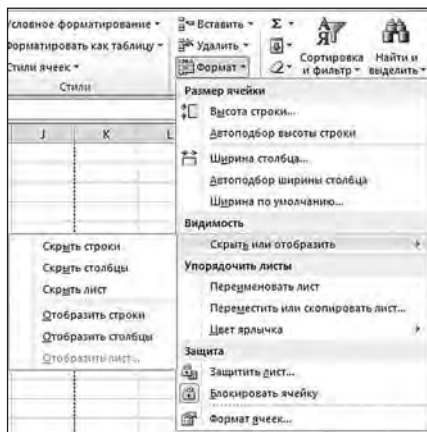 Условное форматирование
Форматировать как таблицу
Стили ячеек
Стили
Вставить
Удалить
Формат
Σ
Сортировка и фильтр
Найти и выделить
J K L
Размер ячейки
Высота строки...
Автоподбор высоты строки
Ширина столбца...
Автоподбор ширины столбца
Ширина по умолчанию...
Видимость
Скрыть или отобразить
Скрыть строки
Скрыть столбцы
Скрыть лист
Отобразить строки
Отобразить столбцы
Отобразить лист...
Упорядочить листы
Переименовать лист
Переместить или скопировать лист...
Цвет ярлычка
Защита
Защитить лист...
Блокировать ячейку
Формат ячеек...